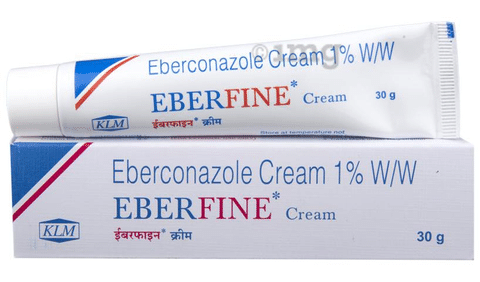 Eberconazole Cream 1% W/W
EBERFINE* Cream
30 g
KLM
ईबरफाइन* क्रीम
Store at temperature not
1mg
Eberconazole Cream 1% W/W
EBERFINE* Cream
KLM
ईबरफाइन* क्रीम
30 g